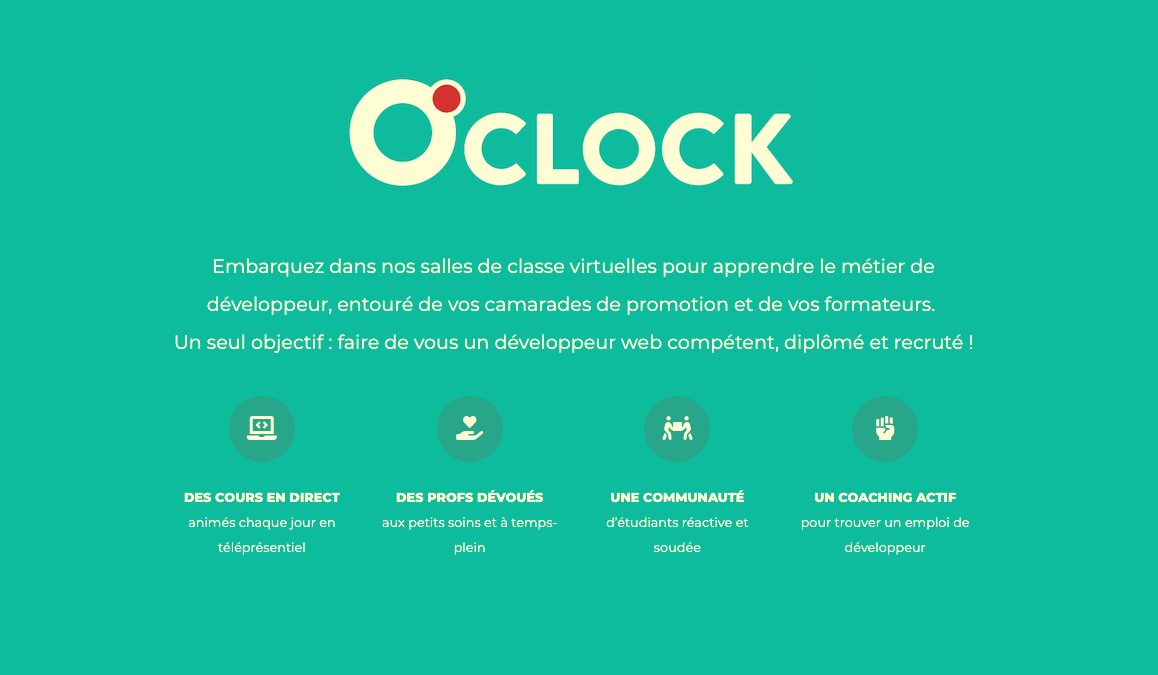 O'CLOCK
Embarquez dans nos salles de classe virtuelles pour apprendre le métier de
développeur, entouré de vos camarades de promotion et de vos formateurs.
Un seul objectif : faire de vous un développeur web compétent, diplômé et recruté !
DES COURS EN DIRECT
animés chaque jour en
téléprésentiel
DES PROFS DÉVOUÉS
aux petits soins et à temps-
plein
UNE COMMUNAUTÉ
d'étudiants réactive et
soudée
UN COACHING ACTIF
pour trouver un emploi de
développeur